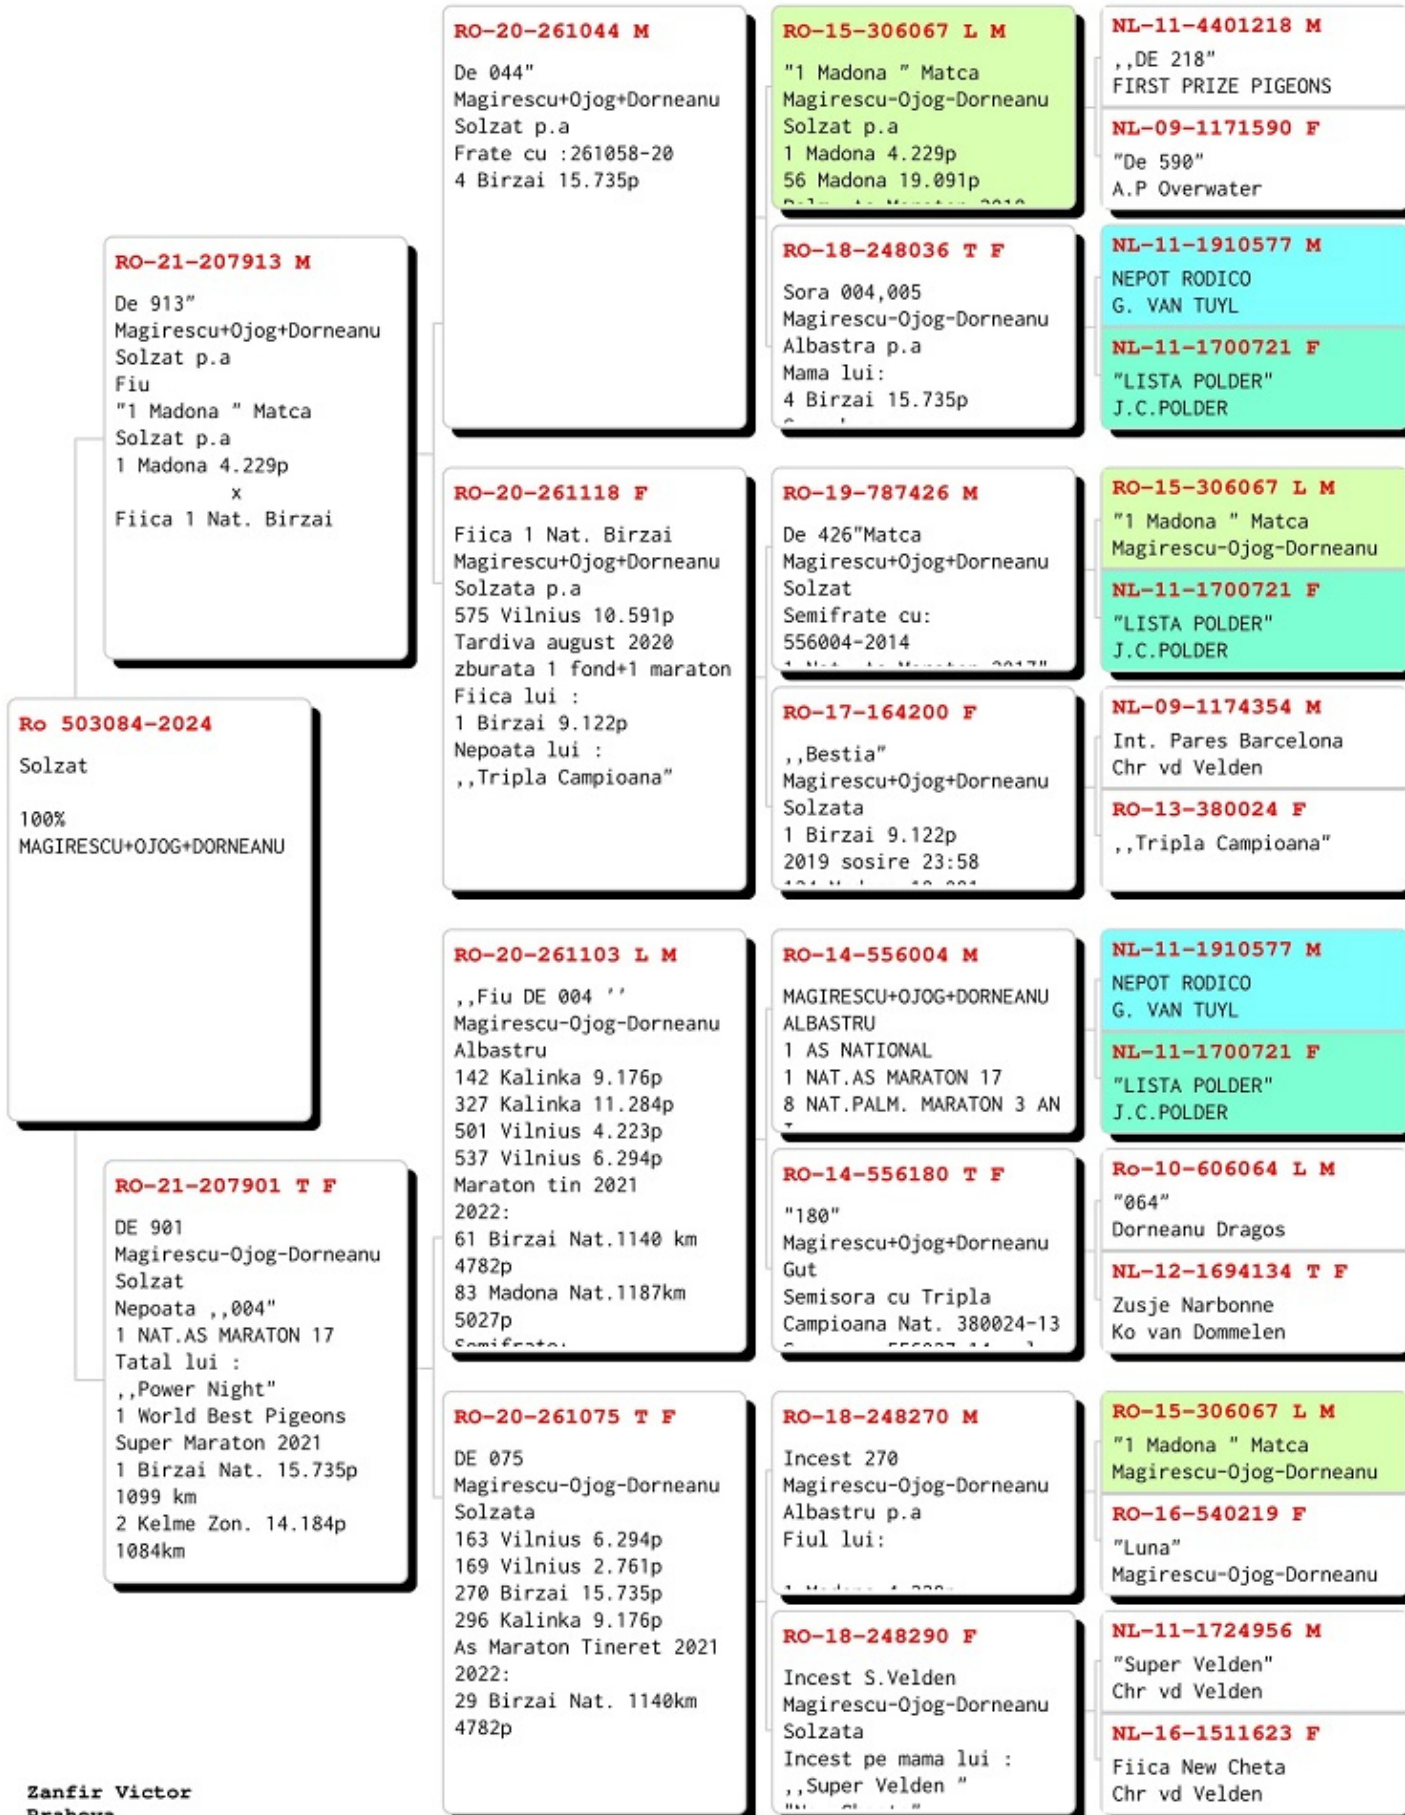 RO-20-261044 M
De 044"
Magirescu+Ojog+Dorneanu
Solzat p.a
Frate cu :261058-20
4 Birzai 15.735p
RO-15-306067 L M
"1 Madona " Matca
Magirescu-Ojog-Dorneanu
Solzat p.a
1 Madona 4.229p
56 Madona 19.091p
NL-11-4401218 M
,,DE 218"
FIRST PRIZE PIGEONS
NL-09-1171590 F
"De 590"
A.P Overwater
RO-18-248036 T F
Sora 004,005
Magirescu-Ojog-Dorneanu
Albastra p.a
Mama lui:
4 Birzai 15.735p
NL-11-1910577 M
NEPOT RODICO
G. VAN TUYL
NL-11-1700721 F
"LISTA POLDER"
J.C.POLDER
RO-21-207913 M
De 913"
Magirescu+Ojog+Dorneanu
Solzat p.a
Fiu
"1 Madona " Matca
Solzat p.a
1 Madona 4.229p
x
Fiica 1 Nat. Birzai
RO-20-261118 F
Fiica 1 Nat. Birzai
Magirescu+Ojog+Dorneanu
Solzata p.a
575 Vilnius 10.591p
Tardiva august 2020
zburata 1 fond+1 maraton
Fiica lui :
1 Birzai 9.122p
Nepoata lui :
,,Tripla Campioana"
RO-19-787426 M
De 426"Matca
Magirescu+Ojog+Dorneanu
Solzat
Semifrate cu:
556004-2014
RO-15-306067 L M
"1 Madona " Matca
Magirescu-Ojog-Dorneanu
NL-11-1700721 F
"LISTA POLDER"
J.C.POLDER
RO-17-164200 F
,,Bestia"
Magirescu+Ojog+Dorneanu
Solzata
1 Birzai 9.122p
2019 sosire 23:58
NL-09-1174354 M
Int. Pares Barcelona
Chr vd Velden
RO-13-380024 F
,,Tripla Campioana"
Ro 503084-2024
Solzat
100%
MAGIRESCU+OJOG+DORNEANU
RO-20-261103 L M
,,Fiu DE 004 ''
Magirescu-Ojog-Dorneanu
Albastru
142 Kalinka 9.176p
327 Kalinka 11.284p
501 Vilnius 4.223p
537 Vilnius 6.294p
Maraton tin 2021
2022:
61 Birzai Nat.1140 km
4782p
83 Madona Nat.1187km
5027p
Semifrate:
RO-14-556004 M
MAGIRESCU+OJOG+DORNEANU
ALBASTRU
1 AS NATIONAL
1 NAT.AS MARATON 17
8 NAT.PALM. MARATON 3 AN
NL-11-1910577 M
NEPOT RODICO
G. VAN TUYL
NL-11-1700721 F
"LISTA POLDER"
J.C.POLDER
RO-14-556180 T F
"180"
Magirescu+Ojog+Dorneanu
Gut
Semisora cu Tripla
Campioana Nat. 380024-13
Ro-10-606064 L M
"064"
Dorneanu Dragos
NL-12-1694134 T F
Zusje Narbonne
Ko van Dommelen
RO-21-207901 T F
DE 901
Magirescu-Ojog-Dorneanu
Solzat
Nepoata ,,004"
1 NAT.AS MARATON 17
Tatal lui :
,,Power Night"
1 World Best Pigeons
Super Maraton 2021
1 Birzai Nat. 15.735p
1099 km
2 Kelme Zon. 14.184p
1084km
RO-20-261075 T F
DE 075
Magirescu-Ojog-Dorneanu
Solzata
163 Vilnius 6.294p
169 Vilnius 2.761p
270 Birzai 15.735p
296 Kalinka 9.176p
As Maraton Tineret 2021
2022:
29 Birzai Nat. 1140km
4782p
RO-18-248270 M
Incest 270
Magirescu-Ojog-Dorneanu
Albastru p.a
Fiul lui:
RO-15-306067 L M
"1 Madona " Matca
Magirescu-Ojog-Dorneanu
RO-16-540219 F
"Luna"
Magirescu-Ojog-Dorneanu
RO-18-248290 F
Incest S.Velden
Magirescu-Ojog-Dorneanu
Solzata
Incest pe mama lui :
,,Super Velden "
NL-11-1724956 M
"Super Velden"
Chr vd Velden
NL-16-1511623 F
Fiica New Cheta
Chr vd Velden
Zanfir Victor
Prahova